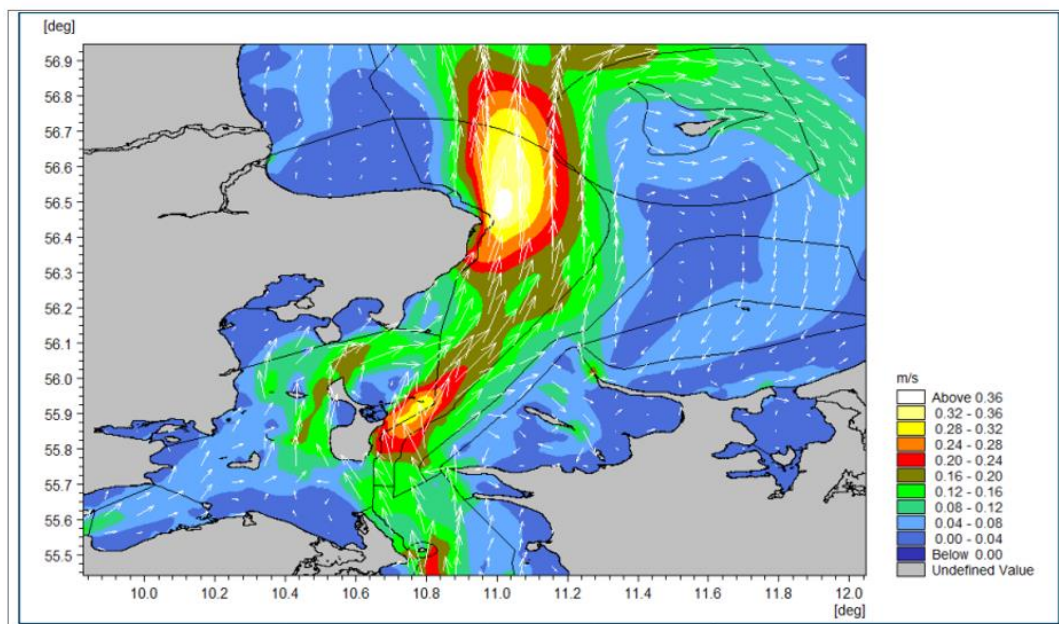 [deg]
56.9
56.8
56.7
56.6
56.5
56.4
56.3
56.2
56.1
56.0
55.9
55.8
55.7
55.6
55.5
10.0 10.2 10.4 10.6 10.8 11.0 11.2 11.4 11.6 11.8 12.0
[deg]
m/s
Above 0.36
0.32 - 0.36
0.28 - 0.32
0.24 - 0.28
0.20 - 0.24
0.16 - 0.20
0.12 - 0.16
0.08 - 0.12
0.04 - 0.08
0.00 - 0.04
Below 0.00
Undefined Value